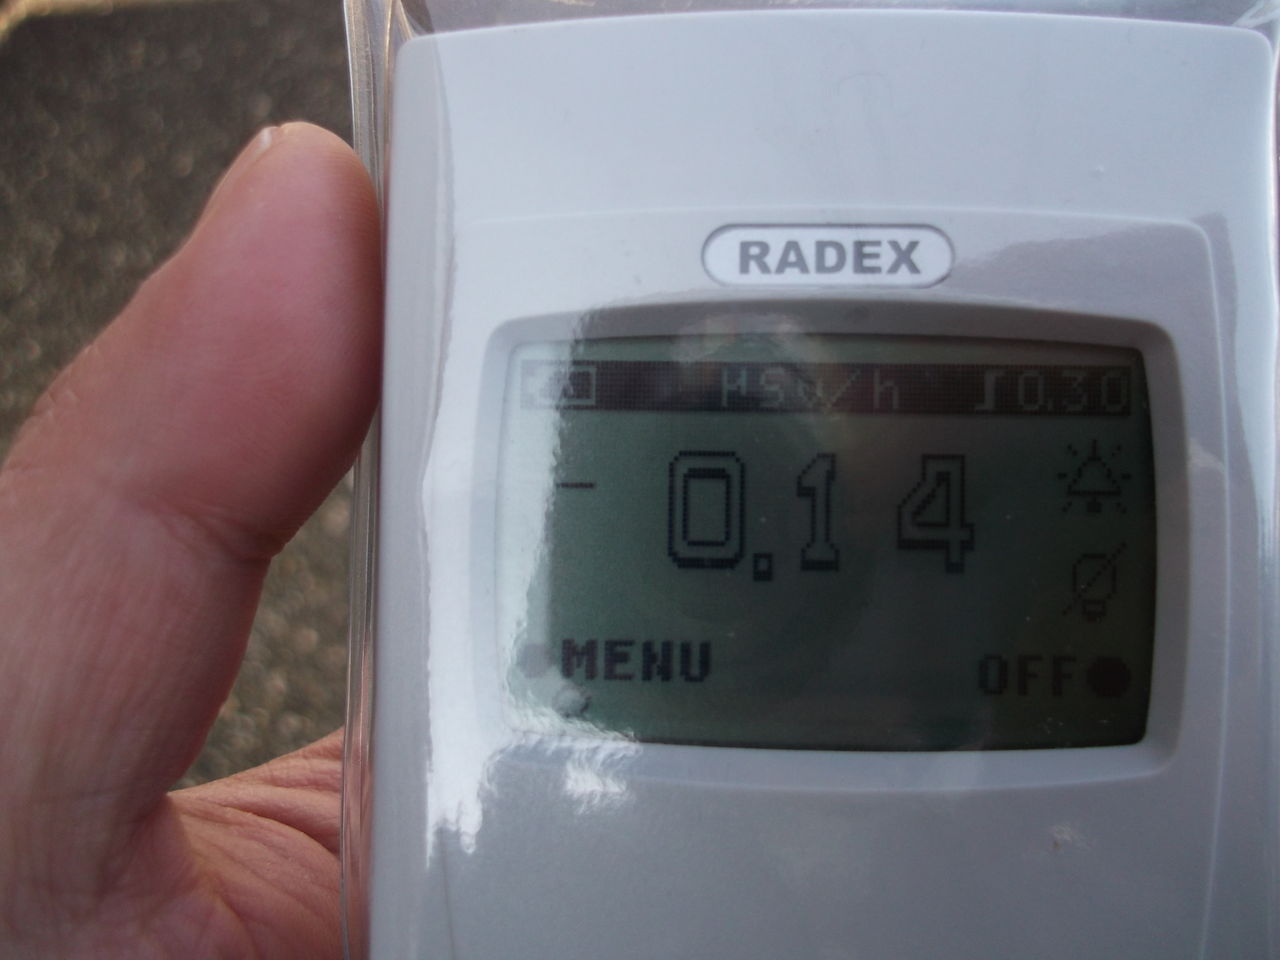 RADEX
µSv/h 0.30
0.14
MENU OFF